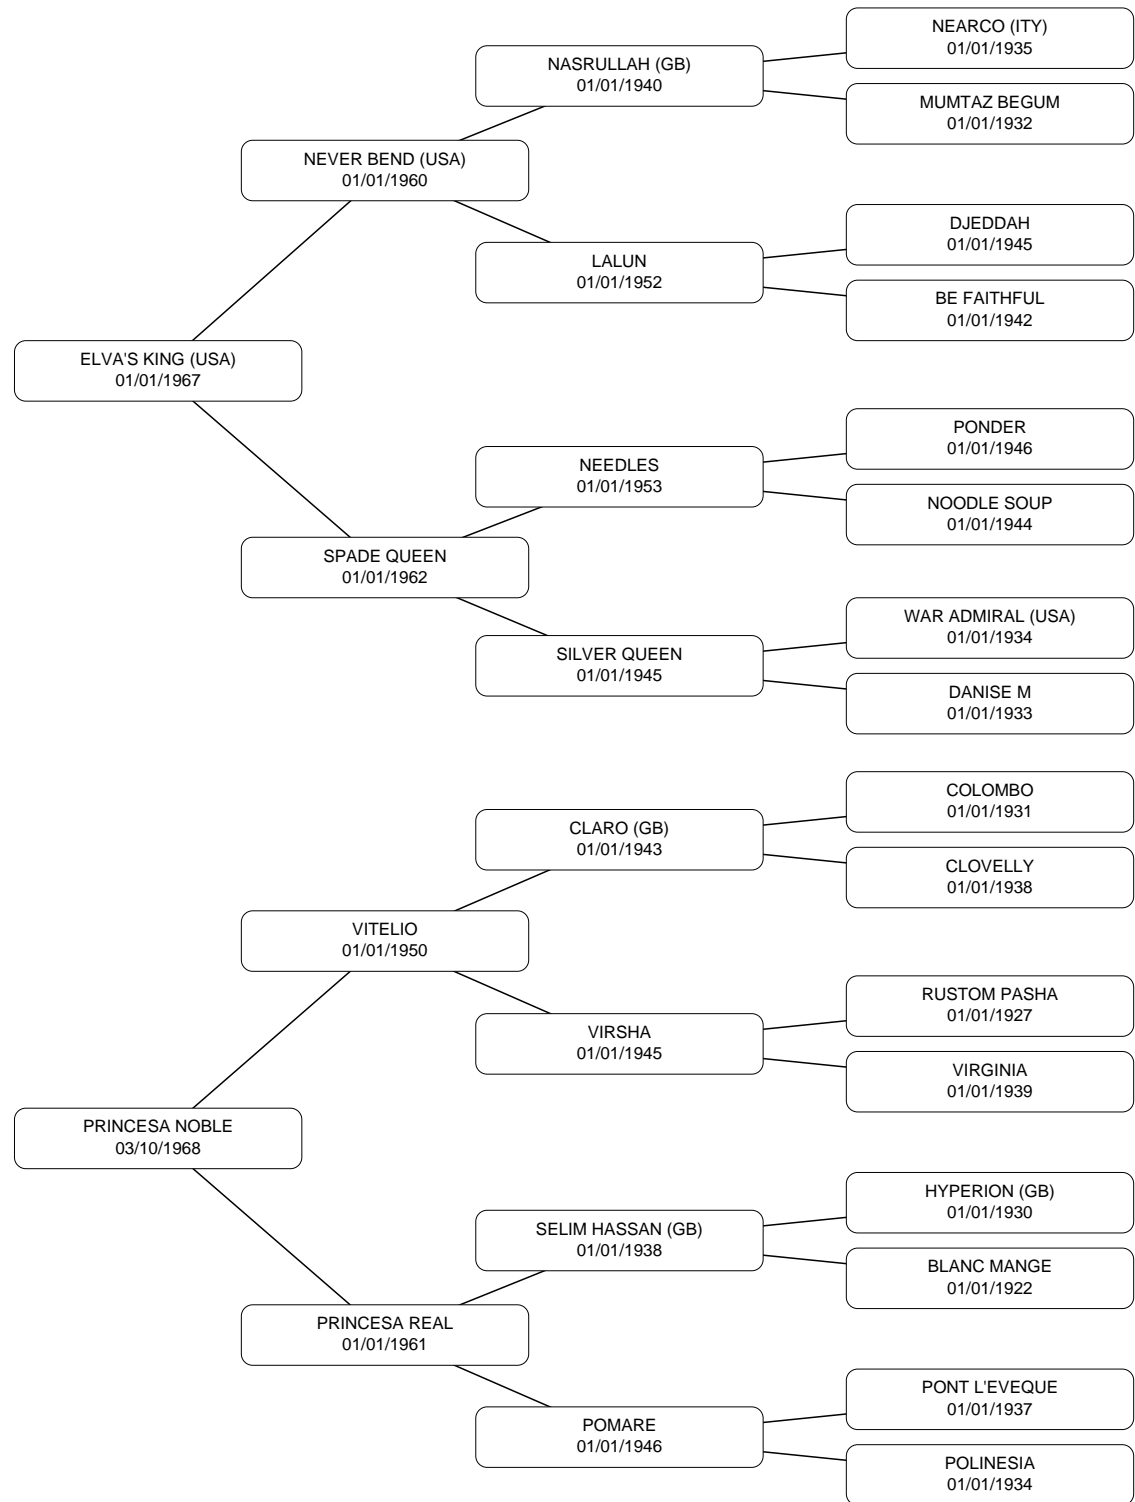 NEARCO (ITY)
01/01/1935
NASRULLAH (GB)
01/01/1940
MUMTAZ BEGUM
01/01/1932
NEVER BEND (USA)
01/01/1960
DJEDDAH
01/01/1945
LALUN
01/01/1952
BE FAITHFUL
01/01/1942
ELVA'S KING (USA)
01/01/1967
PONDER
01/01/1946
NEEDLES
01/01/1953
NOODLE SOUP
01/01/1944
SPADE QUEEN
01/01/1962
WAR ADMIRAL (USA)
01/01/1934
SILVER QUEEN
01/01/1945
DANISE M
01/01/1933
COLOMBO
01/01/1931
CLARO (GB)
01/01/1943
CLOVELLY
01/01/1938
VITELIO
01/01/1950
RUSTOM PASHA
01/01/1927
VIRSHA
01/01/1945
VIRGINIA
01/01/1939
PRINCESA NOBLE
03/10/1968
HYPERION (GB)
01/01/1930
SELIM HASSAN (GB)
01/01/1938
BLANC MANGE
01/01/1922
PRINCESA REAL
01/01/1961
PONT L'EVEQUE
01/01/1937
POMARE
01/01/1946
POLINESIA
01/01/1934